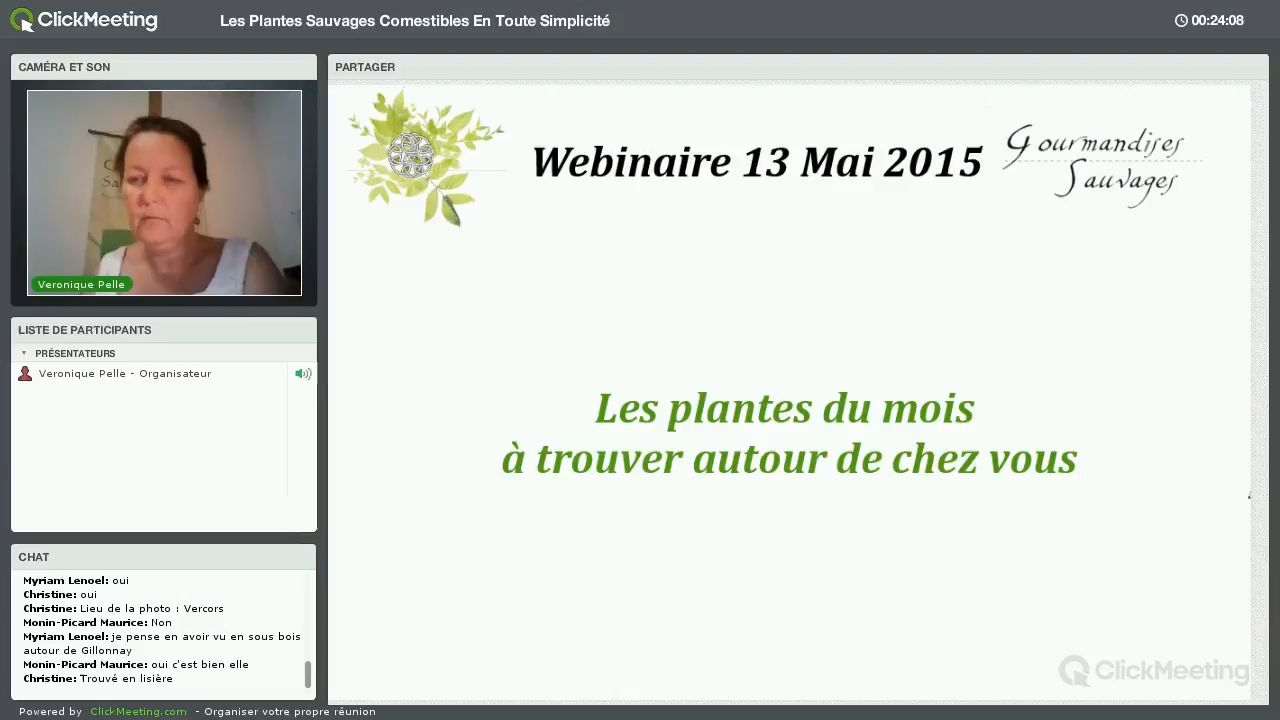 ClickMeeting
Les Plantes Sauvages Comestibles En Toute Simplicité
00:24:08
CAMÉRA ET SON
Veronique Pelle
LISTE DE PARTICIPANTS
PRÉSENTATEURS
Veronique Pelle - Organisateur
CHAT
Myriam Lenoel: oui
Christine: oui
Christine: Lieu de la photo : Vercors
Monin-Picard Maurice: Non
Myriam Lenoel: je pense en avoir vu en sous bois
autour de Gillonnay
Monin-Picard Maurice: oui c'est bien elle
Christine: Trouvé en lisière
PARTAGER
Webinaire 13 Mai 2015
Gourmandises
Sauvages
Les plantes du mois
à trouver autour de chez vous
ClickMeeting
Powered by ClickMeeting.com - Organiser votre propre réunion